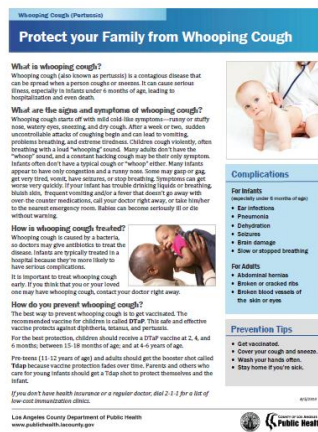 Whooping Cough (Pertussis)
Protect your Family from Whooping Cough
What is whooping cough?
Whooping cough (also known as pertussis) is a contagious disease that
can be spread when a person coughs or sneezes. It can cause serious
illness, especially in infants under 6 months of age, leading to
hospitalization and even death.
What are the signs and symptoms of whooping cough?
Whooping cough starts off with mild cold-like symptoms—runny or stuffy
nose, watery eyes, sneezing, and dry cough. After a week or two, sudden
uncontrollable attacks of coughing begin and can lead to vomiting,
problems breathing, and extreme tiredness. Children cough violently, often
breathing with a loud "whooping" sound. Many adults don't have the
"whoop" sound, and a constant hacking cough may be their only symptom.
Infants often don't have a typical cough or "whoop" either. Many infants
appear to have only congestion and a runny nose. Some may gasp or gag,
get very tired, vomit, have seizures, or stop breathing. Symptoms can get
worse very quickly. If your infant has trouble drinking liquids or breathing,
bluish skin, frequent vomiting and/or a fever that doesn't go away with
over-the-counter medications, call your doctor right away, or take him/her
to the nearest emergency room. Babies can become seriously ill or die
without warning.
How is whooping cough treated?
Whooping cough is caused by a bacteria,
so doctors may give antibiotics to treat the
disease. Infants are typically treated in a
hospital because they're more likely to
have serious complications.
It is important to treat whooping cough
early. If you think that you or your loved
one may have whooping cough, contact your doctor right away.
How do you prevent whooping cough?
The best way to prevent whooping cough is to get vaccinated. The
recommended vaccine for children is called DTaP. This safe and effective
vaccine protects against diphtheria, tetanus, and pertussis.
For the best protection, children should receive a DTaP vaccine at 2, 4, and
6 months; between 15-18 months of age; and at 4-6 years of age.
Pre-teens (11-12 years of age) and adults should get the booster shot called
Tdap because vaccine protection fades over time. Parents and others who
care for young infants should get a Tdap shot to protect themselves and the
infant.
If you don't have health insurance or a regular doctor, dial 2-1-1 for a list of
low-cost immunization clinics.
Complications
For Infants
(especially under 6 months of age)
• Ear infections
• Pneumonia
• Dehydration
• Seizures
• Brain damage
• Slow or stopped breathing
For Adults
• Abdominal hernias
• Broken or cracked ribs
• Broken blood vessels of
the skin or eyes
Prevention Tips
• Get vaccinated.
• Cover your cough and sneeze.
• Wash your hands often.
• Stay home if you're sick.
Los Angeles County Department of Public Health
www.publichealth.lacounty.gov
County of Los Angeles
Public Health